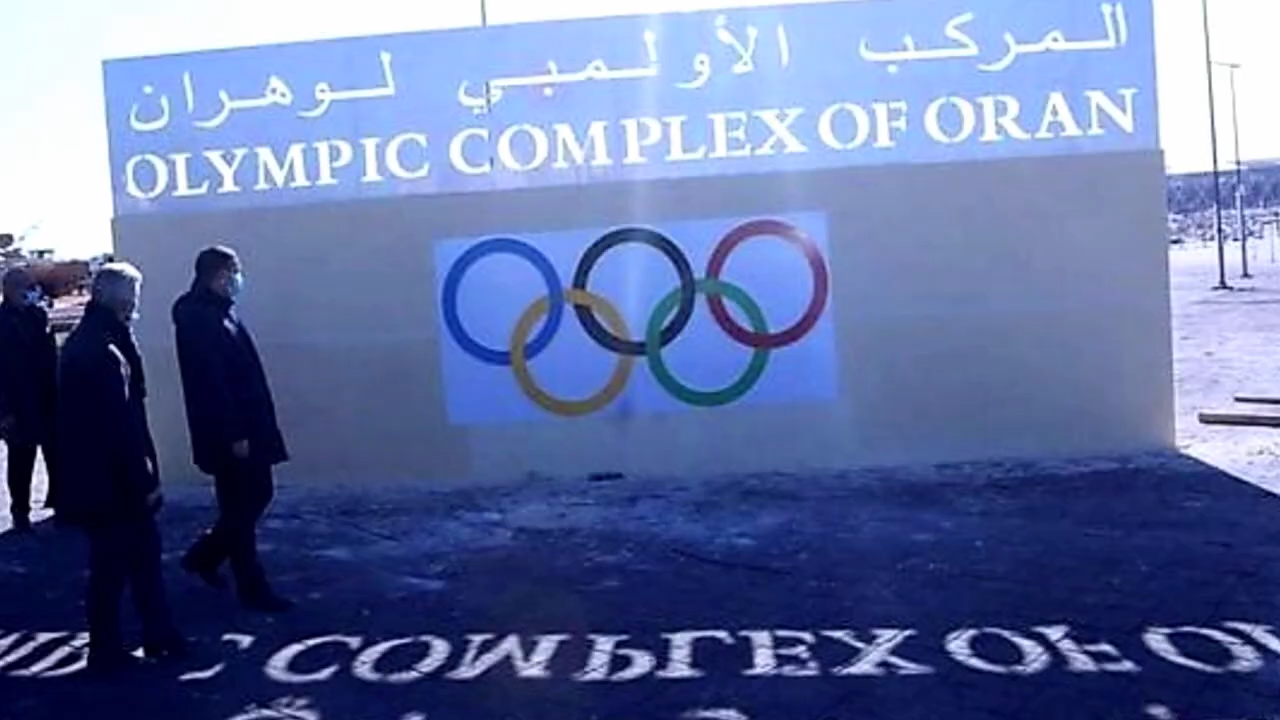 المركب الأولمبي لوهران
OLYMPIC COMPLEX OF ORAN